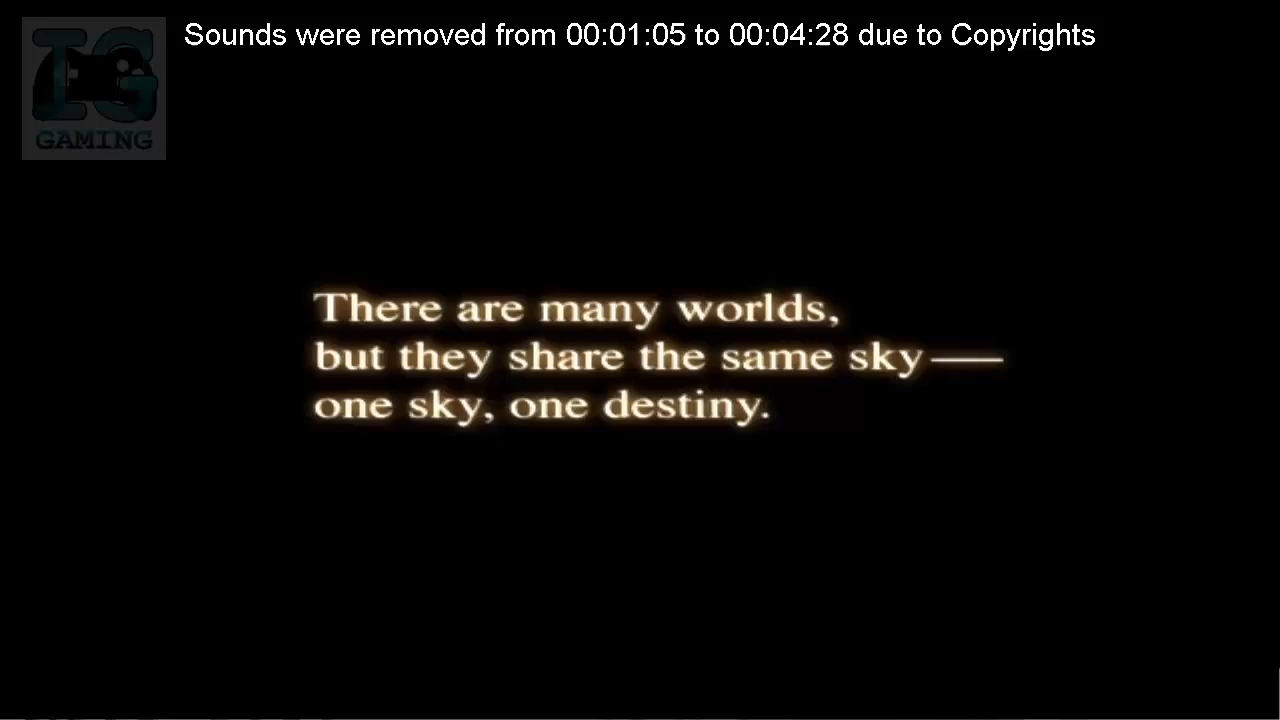 Sounds were removed from 00:01:05 to 00:04:28 due to Copyrights
IG
GAMING
There are many worlds,
but they share the same sky—
one sky, one destiny.